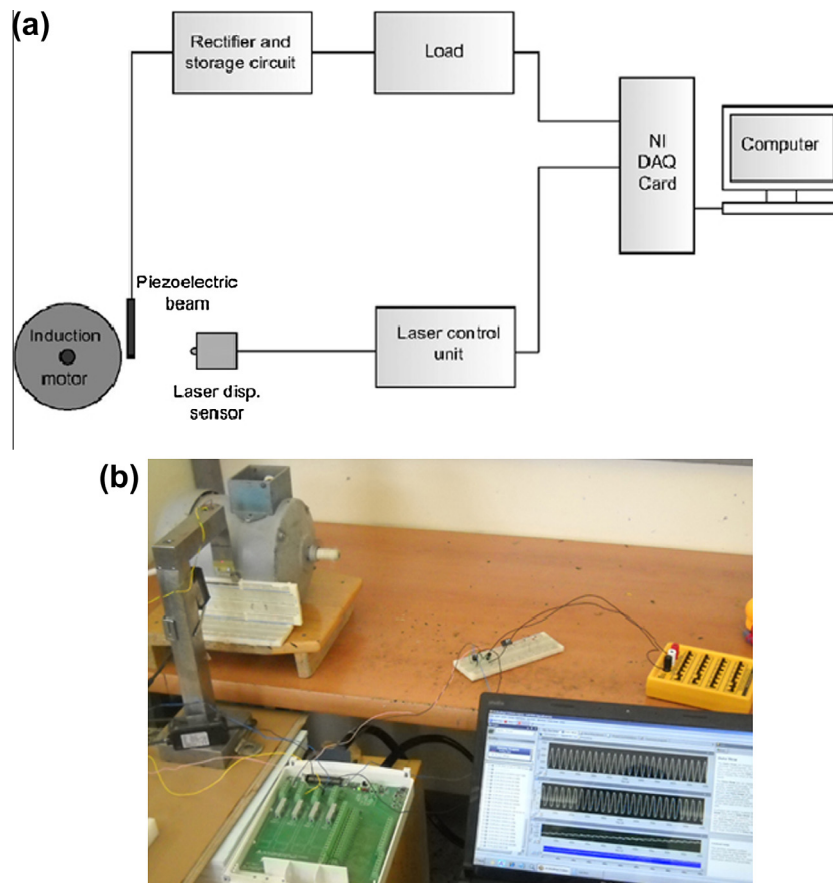 (a)
Rectifier and
storage circuit
Load
NI
DAQ
Card
Computer
Piezoelectric
beam
Induction
motor
Laser disp.
sensor
Laser control
unit
(b)